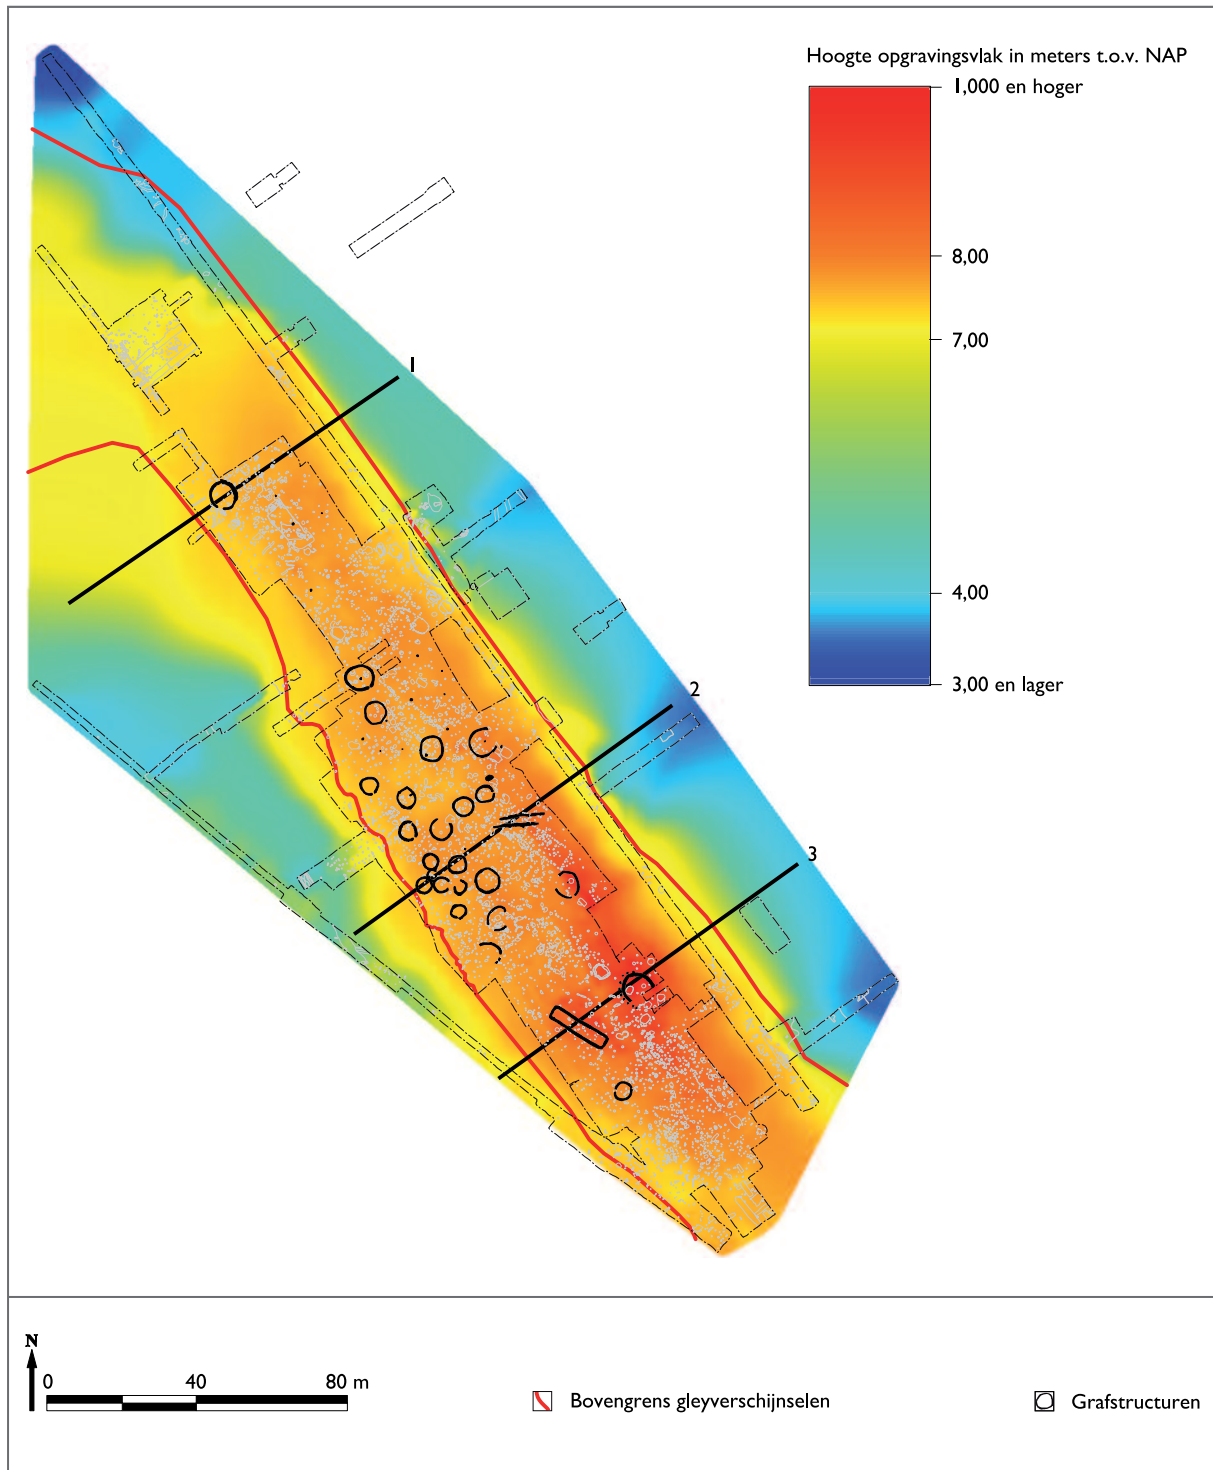 Hoogte opgravingsvlak in meters t.o.v. NAP
1,000 en hoger
8,00
7,00
4,00
3,00 en lager
1
2
3
N
0 40 80 m
Bovengrens gleyverschijnselen
Grafstructuren